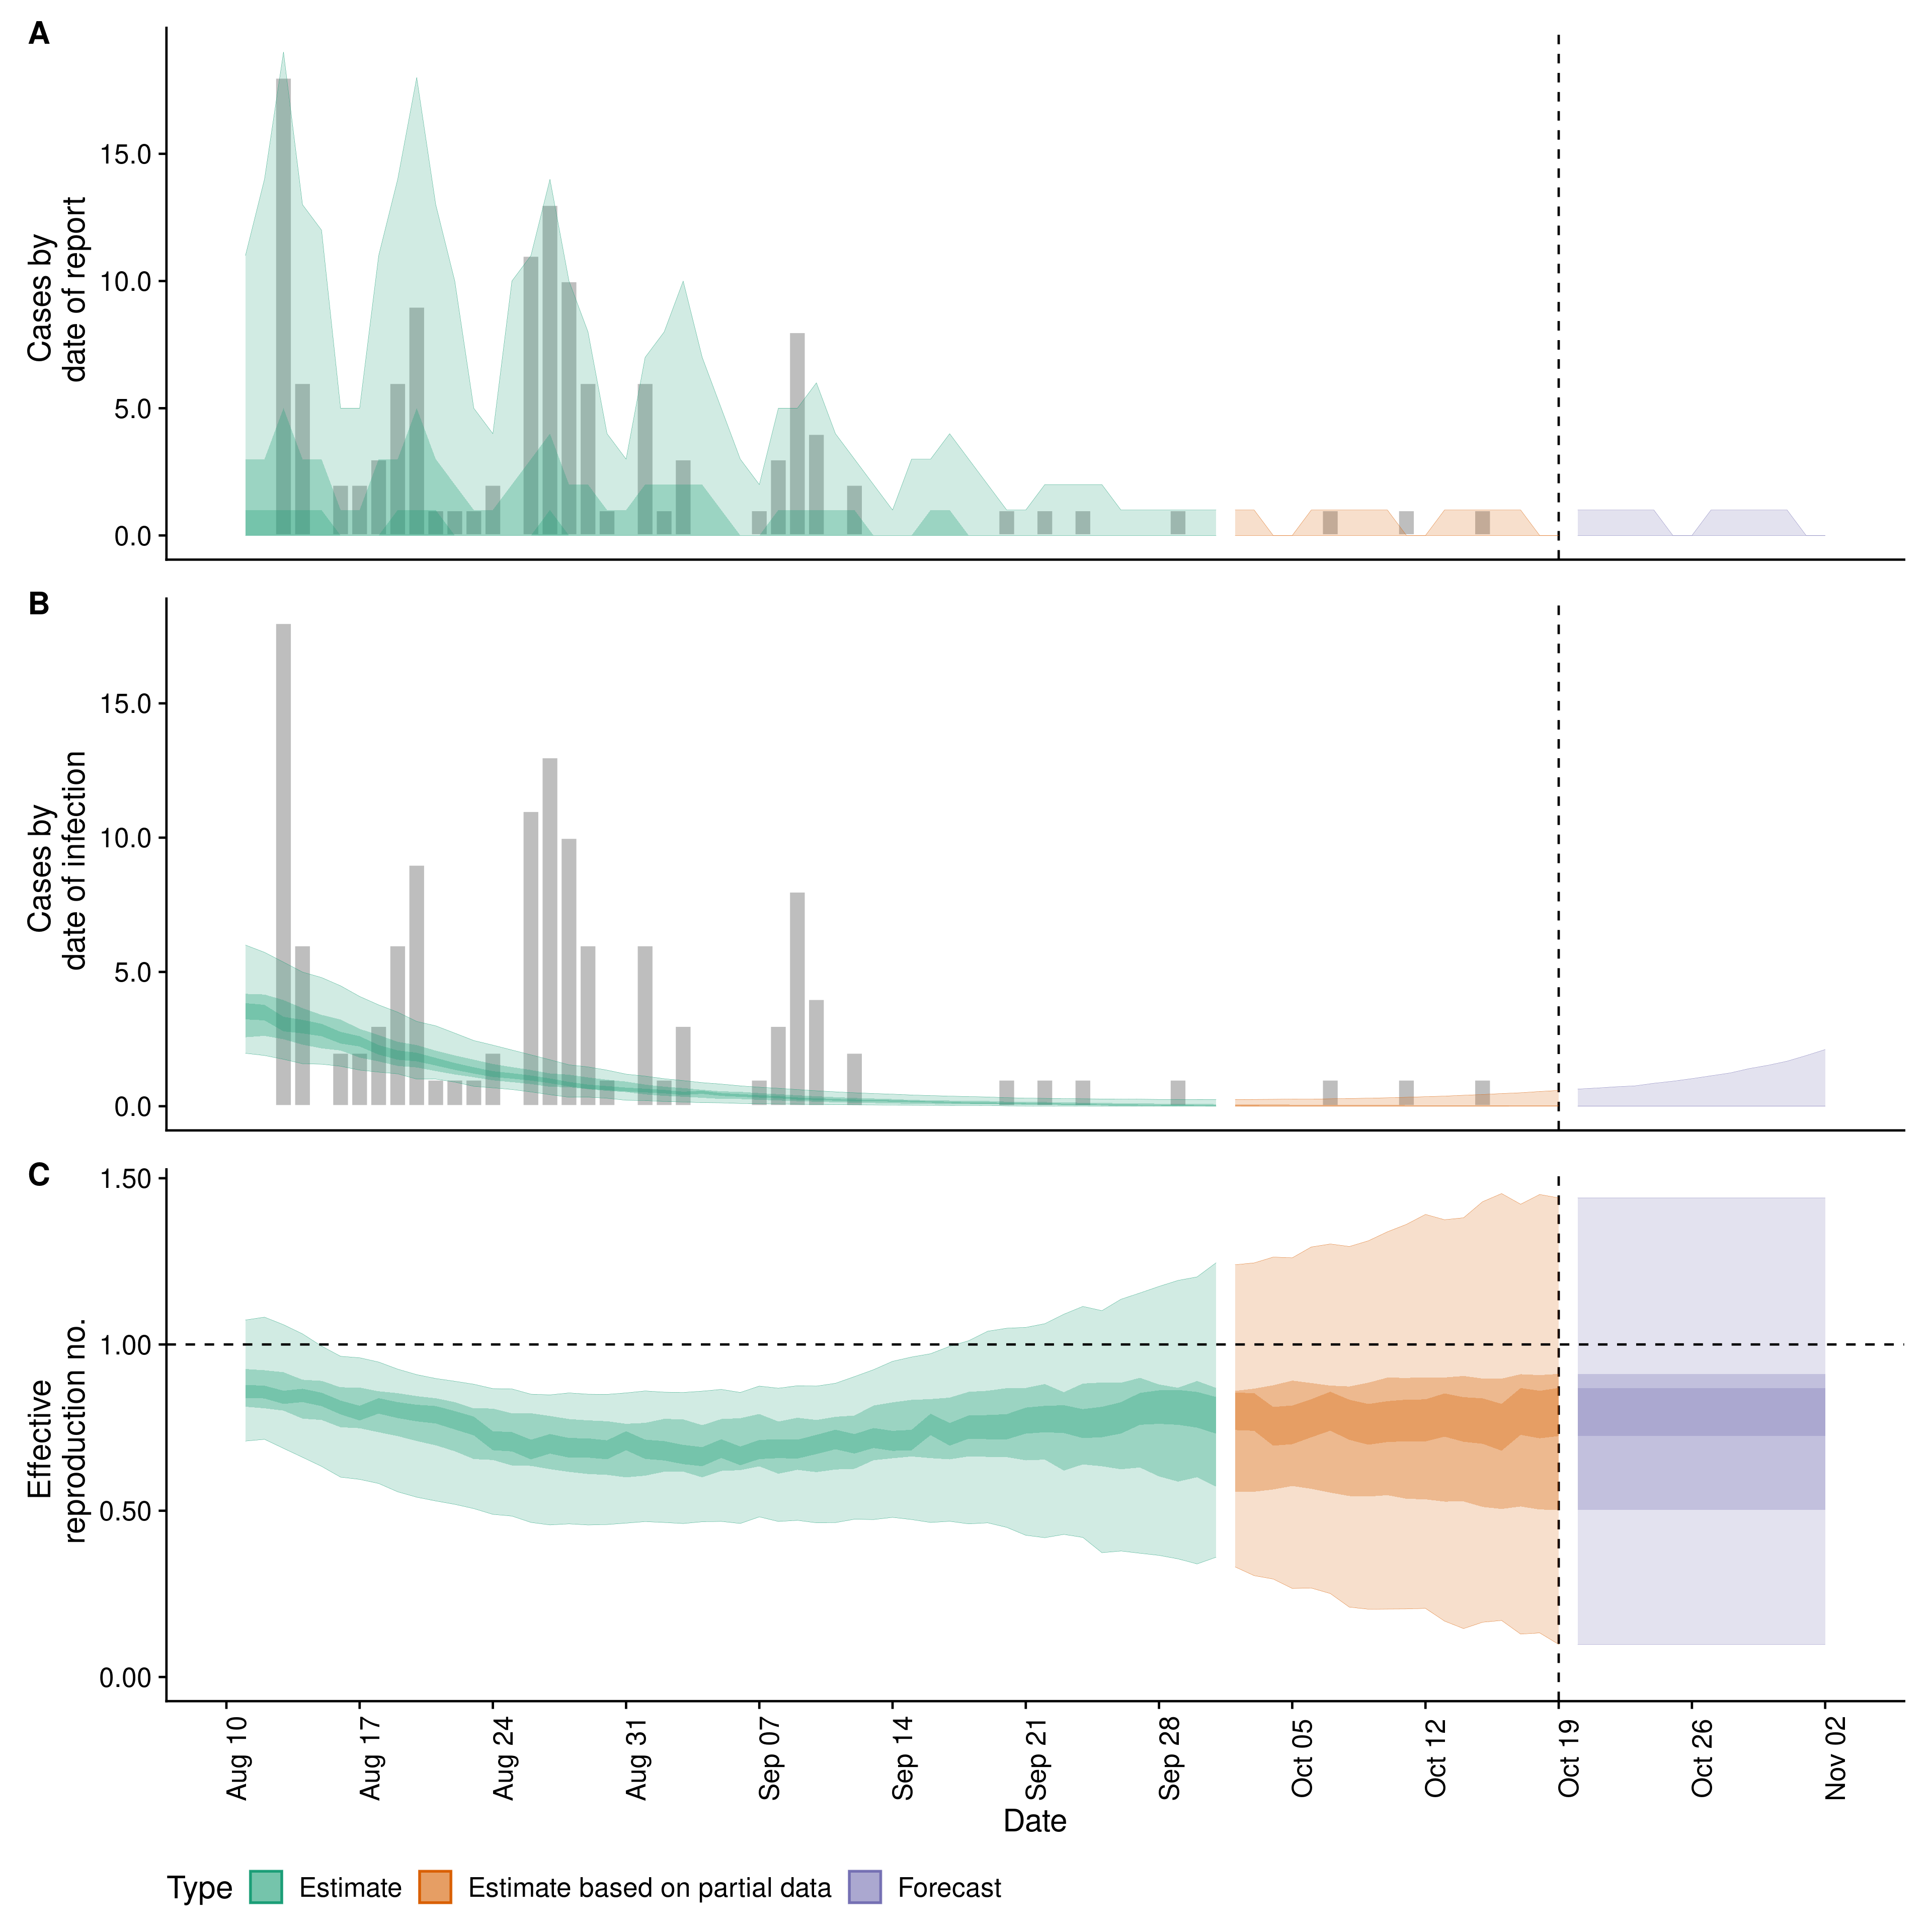 A
Cases by
date of report
15.0
10.0
5.0
0.0
B
Cases by
date of infection
15.0
10.0
5.0
0.0
C
Effective
reproduction no.
1.50
1.00
0.50
0.00
Aug 10
Aug 17
Aug 24
Aug 31
Sep 07
Sep 14
Sep 21
Sep 28
Oct 05
Oct 12
Oct 19
Oct 26
Nov 02
Date
Type Estimate Estimate based on partial data Forecast